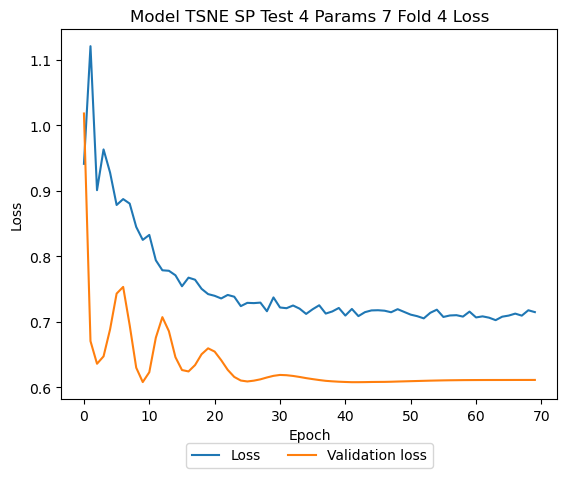 Model TSNE SP Test 4 Params 7 Fold 4 Loss
1.1
1.0
0.9
0.8
0.7
0.6
Loss
0 10 20 30 40 50 60 70
Epoch
Loss Validation loss